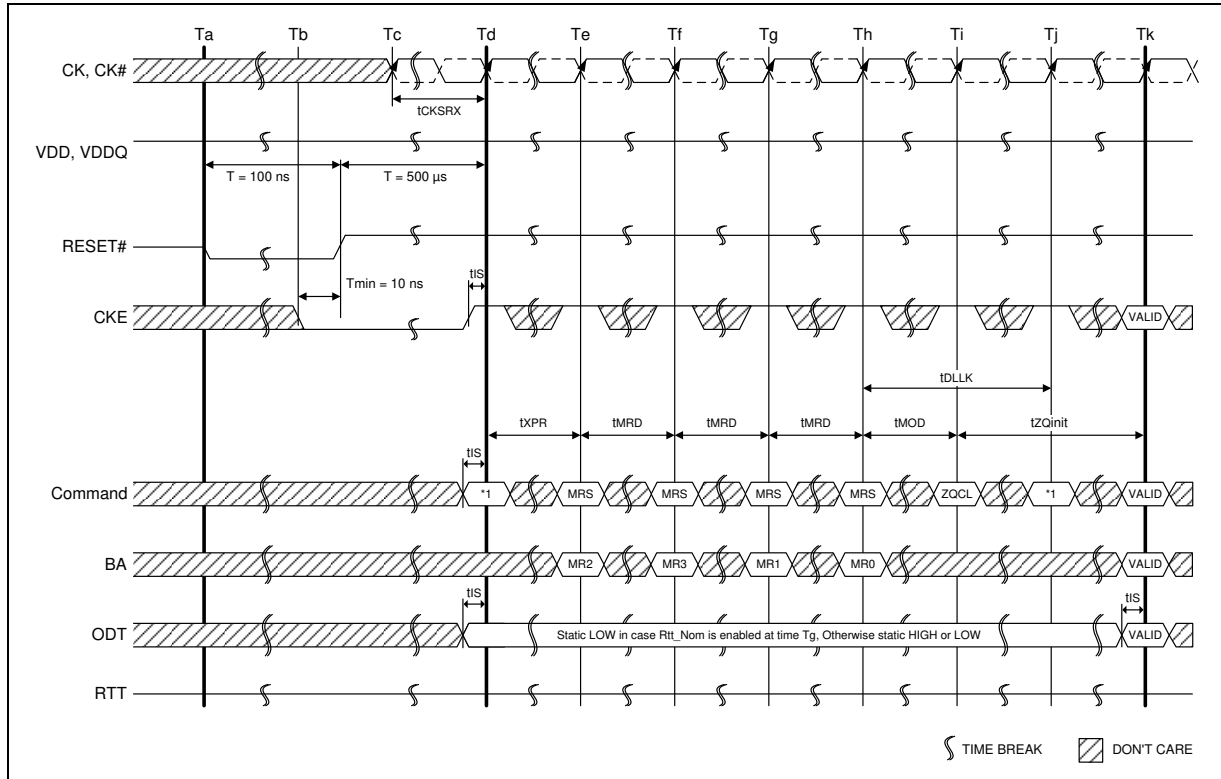 Ta Tb Tc Td Te Tf Tg Th Ti Tj Tk
CK, CK#
tCKSRX
VDD, VDDQ
T = 100 ns T = 500 µs
RESET#
Tmin = 10 ns
tIS
CKE
VALID
tDLLK
tXPR tMRD tMRD tMRD tMOD tZQinit
tIS
Command *1 MRS MRS MRS MRS ZQCL *1 VALID
BA MR2 MR3 MR1 MR0 VALID
tIS tIS
ODT Static LOW in case Rtt_Nom is enabled at time Tg, Otherwise static HIGH or LOW VALID
RTT
TIME BREAK DON'T CARE